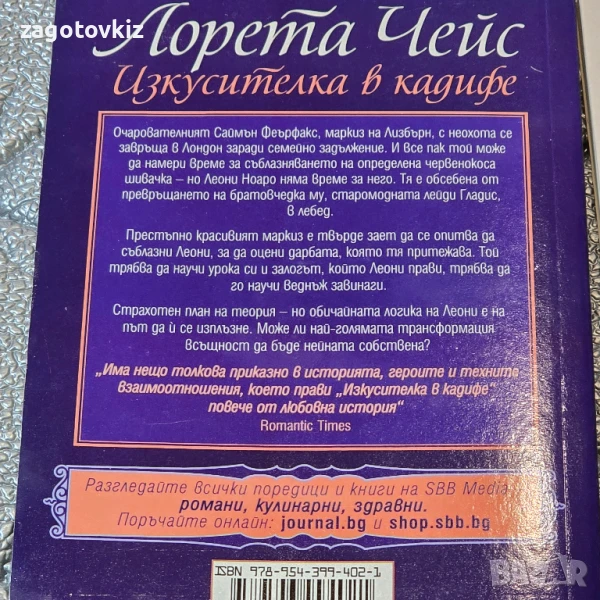 zagotovkiz
Лорета Чейс
Изкусителка в кадифе
Очарователният Саймън Феърфакс, маркиз на Лизбърн, с неохота се
завръща в Лондон заради семейно задължение. И все пак той може
да намери време за съблазняването на определена червенокоса
шивачка – но Леони Ноаро няма време за него. Тя е обсебена от
превръщането на братовчедка му, старомодната лейди Гладис,
в лебед.
Престъпно красивият маркиз е твърде зает да се опитва да
съблазни Леони, за да оцени дарбата, която тя притежава. Той
трябва да научи урока си и залогът, който Леони прави, трябва да
го научи веднъж завинаги.
Страхотен план на теория – но обичайната логика на Леони е на
път да ѝ се изплъзне. Може ли най-голямата трансформация
всъщност да бъде нейната собствена?
„Има нещо толкова приказно в историята, героите и техните
взаимоотношения, което прави „Изкусителка в кадифе"
повече от любовна история"
Romantic Times
Разгледайте всички поредици и книги на SBB Media
романи, кулинарни, здравни.
Поръчайте онлайн: journal.bg и shop.sbb.bg
ISBN 978-954-399-402-1
BAZAR